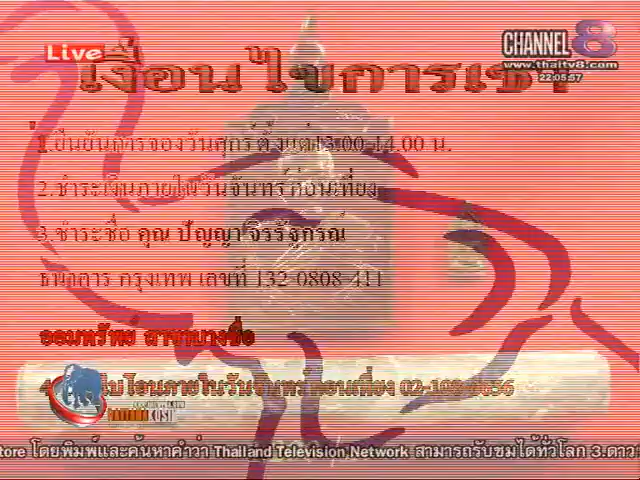 Live
CHANNEL 8
www.thaitv8.com
22:05:57
เงื่อนไขการเช่า
1.ยืนยันการจองวันศุกร์ ตั้งแต่13.00-14.00 น.
2.ชำระเงินภายในวันจันทร์ก่อนเที่ยง
3.ชำระชื่อ คุณ ปัญญา
ธนาคาร กรุงเทพ เลขที่ 132-0808-411
ออมทรัพย์ สาขาบางซื่อ
ใบโอนภายในวันจันทร์ก่อนเที่ยง
tore โดยพิมพ์และค้นหาคำว่า Thailand Television Network สามารถรับชมได้ทั่วโลก 3.ดาว